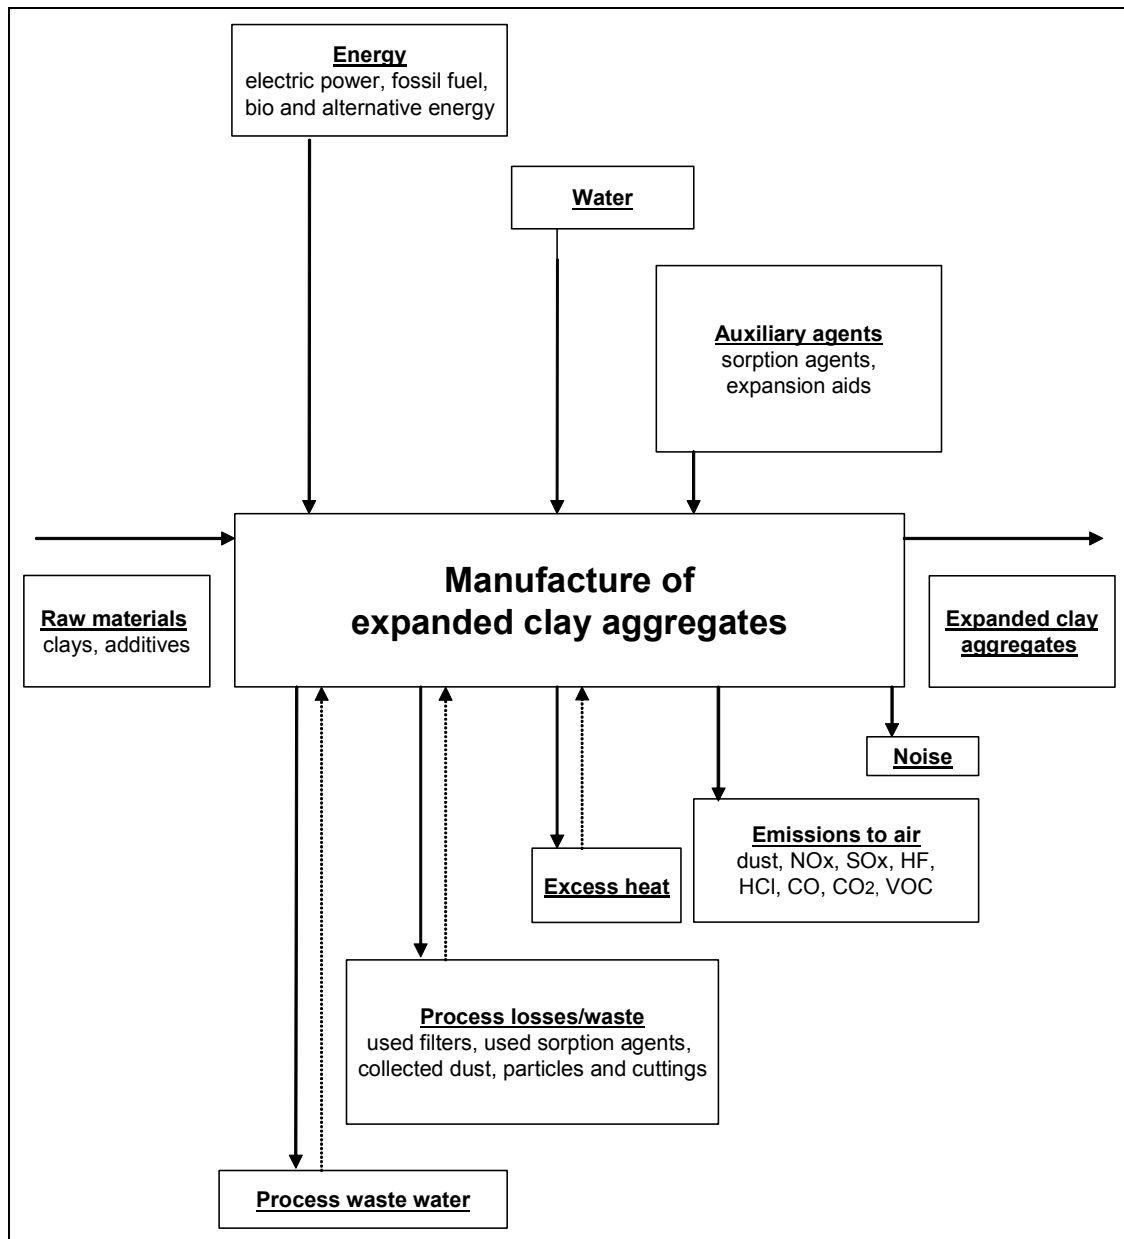 Energy
electric power, fossil fuel,
bio and alternative energy
Water
Auxiliary agents
sorption agents,
expansion aids
Manufacture of
expanded clay aggregates
Raw materials
clays, additives
Expanded clay
aggregates
Noise
Emissions to air
dust, NOx, SOx, HF,
HCl, CO, CO2, VOC
Excess heat
Process losses/waste
used filters, used sorption agents,
collected dust, particles and cuttings
Process waste water